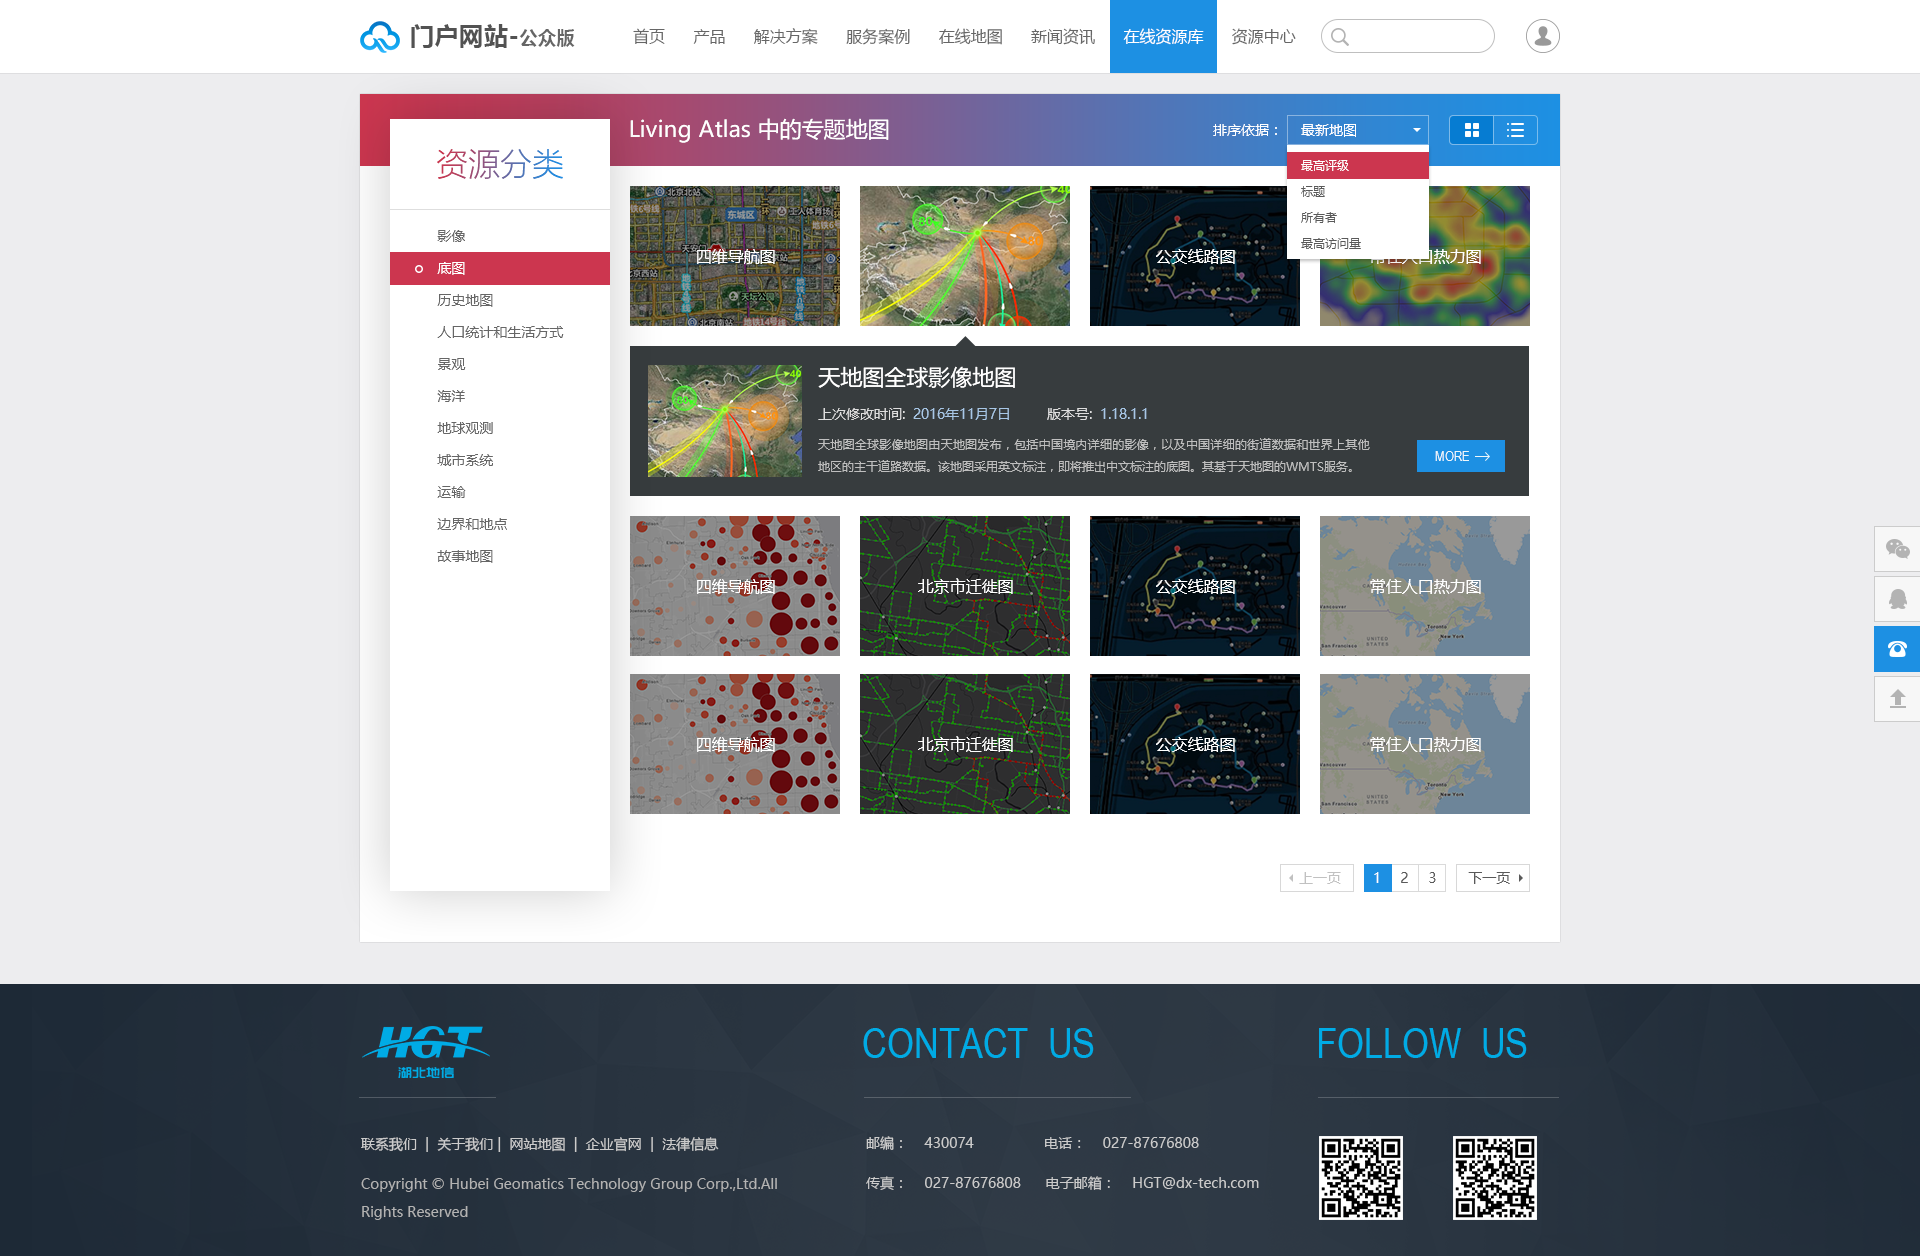 门户网站-公众版
首页 产品 解决方案 服务案例 在线地图 新闻资讯 在线资源库 资源中心
Living Atlas 中的专题地图
排序依据： 最新地图
最高评级
标题
所有者
最高访问量
资源分类
影像
底图
历史地图
人口统计和生活方式
景观
海洋
地球观测
城市系统
运输
边界和地点
故事地图
四维导航图 公交线路图 常住人口热力图
东城区
天地图全球影像地图
上次修改时间: 2016年11月7日 版本号: 1.18.1.1
天地图全球影像地图由天地图发布，包括中国境内详细的影像，以及中国详细的街道数据和世界上其他
地区的主干道路数据。该地图采用英文标注，即将推出中文标注的底图。其基于天地图的WMTS服务。
MORE
四维导航图 北京市迁徙图 公交线路图 常住人口热力图
四维导航图 北京市迁徙图 公交线路图 常住人口热力图
上一页 1 2 3 下一页
HGT
湖北地信
CONTACT US
FOLLOW US
联系我们 | 关于我们 | 网站地图 | 企业官网 | 法律信息
Copyright © Hubei Geomatics Technology Group Corp.,Ltd.All
Rights Reserved
邮编： 430074 电话： 027-87676808
传真： 027-87676808 电子邮箱： HGT@dx-tech.com